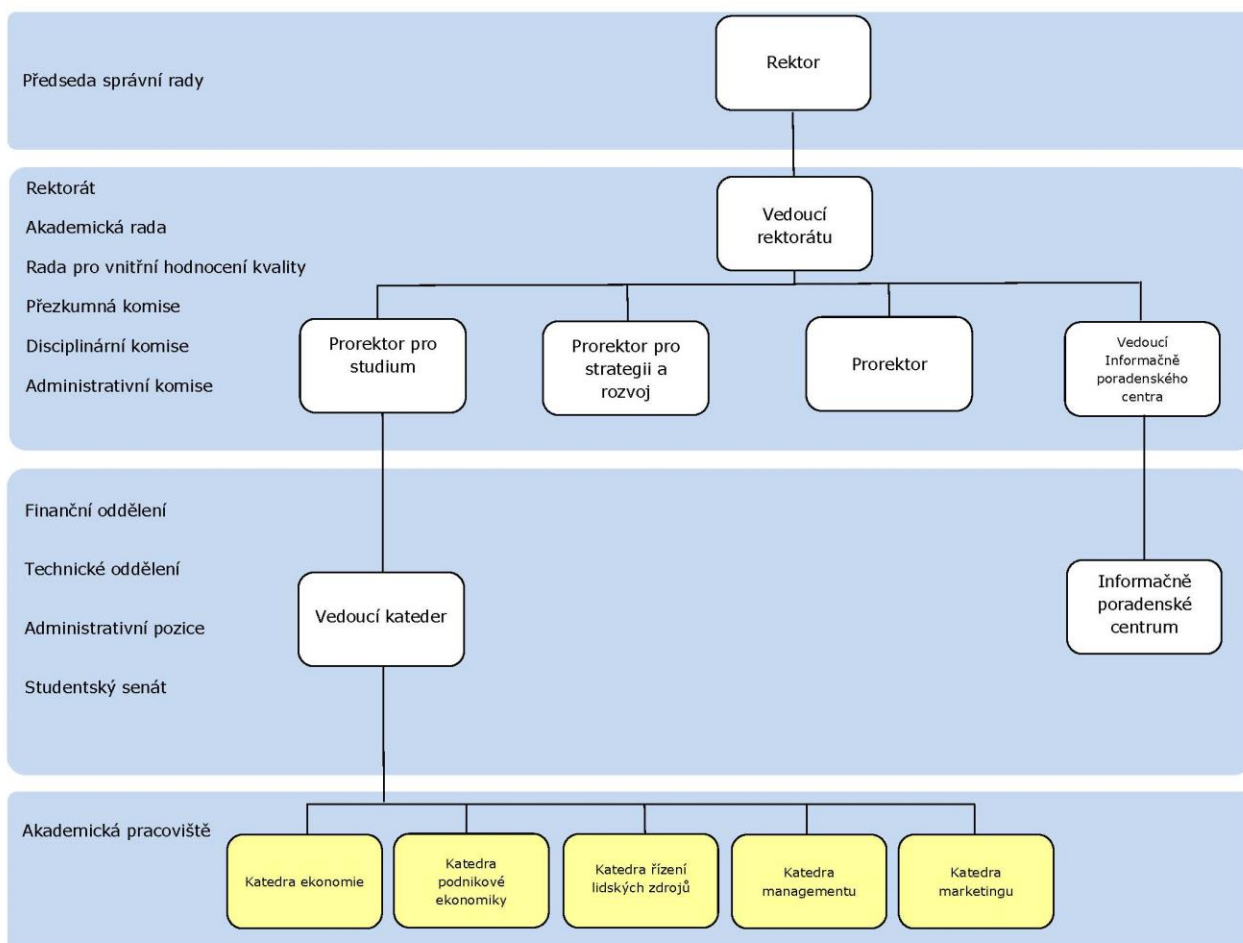 Předseda správní rady
Rektor
Rektorát
Akademická rada
Rada pro vnitřní hodnocení kvality
Přezkumná komise
Disciplinární komise
Administrativní komise
Vedoucí
rektorátu
Prorektor pro
studium
Prorektor pro
strategii a
rozvoj
Prorektor
Vedoucí
Informačně
poradenského
centra
Finanční oddělení
Technické oddělení
Administrativní pozice
Studentský senát
Vedoucí kateder
Informačně
poradenské
centrum
Akademická pracoviště
Katedra ekonomie
Katedra
podnikové
ekonomiky
Katedra řízení
lidských zdrojů
Katedra
managementu
Katedra
marketingu